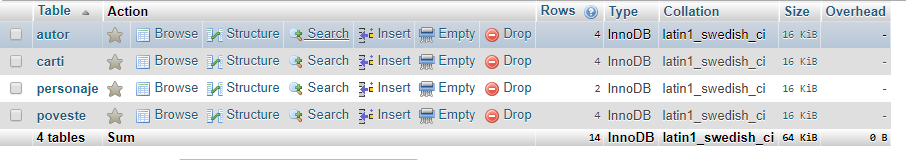 Table Action Rows Type Collation Size Overhead
autor Browse Structure Search Insert Empty Drop 4 InnoDB latin1_swedish_ci 16 KiB -
carti Browse Structure Search Insert Empty Drop 4 InnoDB latin1_swedish_ci 16 KiB -
personaje Browse Structure Search Insert Empty Drop 2 InnoDB latin1_swedish_ci 16 KiB -
poveste Browse Structure Search Insert Empty Drop 4 InnoDB latin1_swedish_ci 16 KiB -
4 tables Sum 14 InnoDB latin1_swedish_ci 64 KiB 0 B